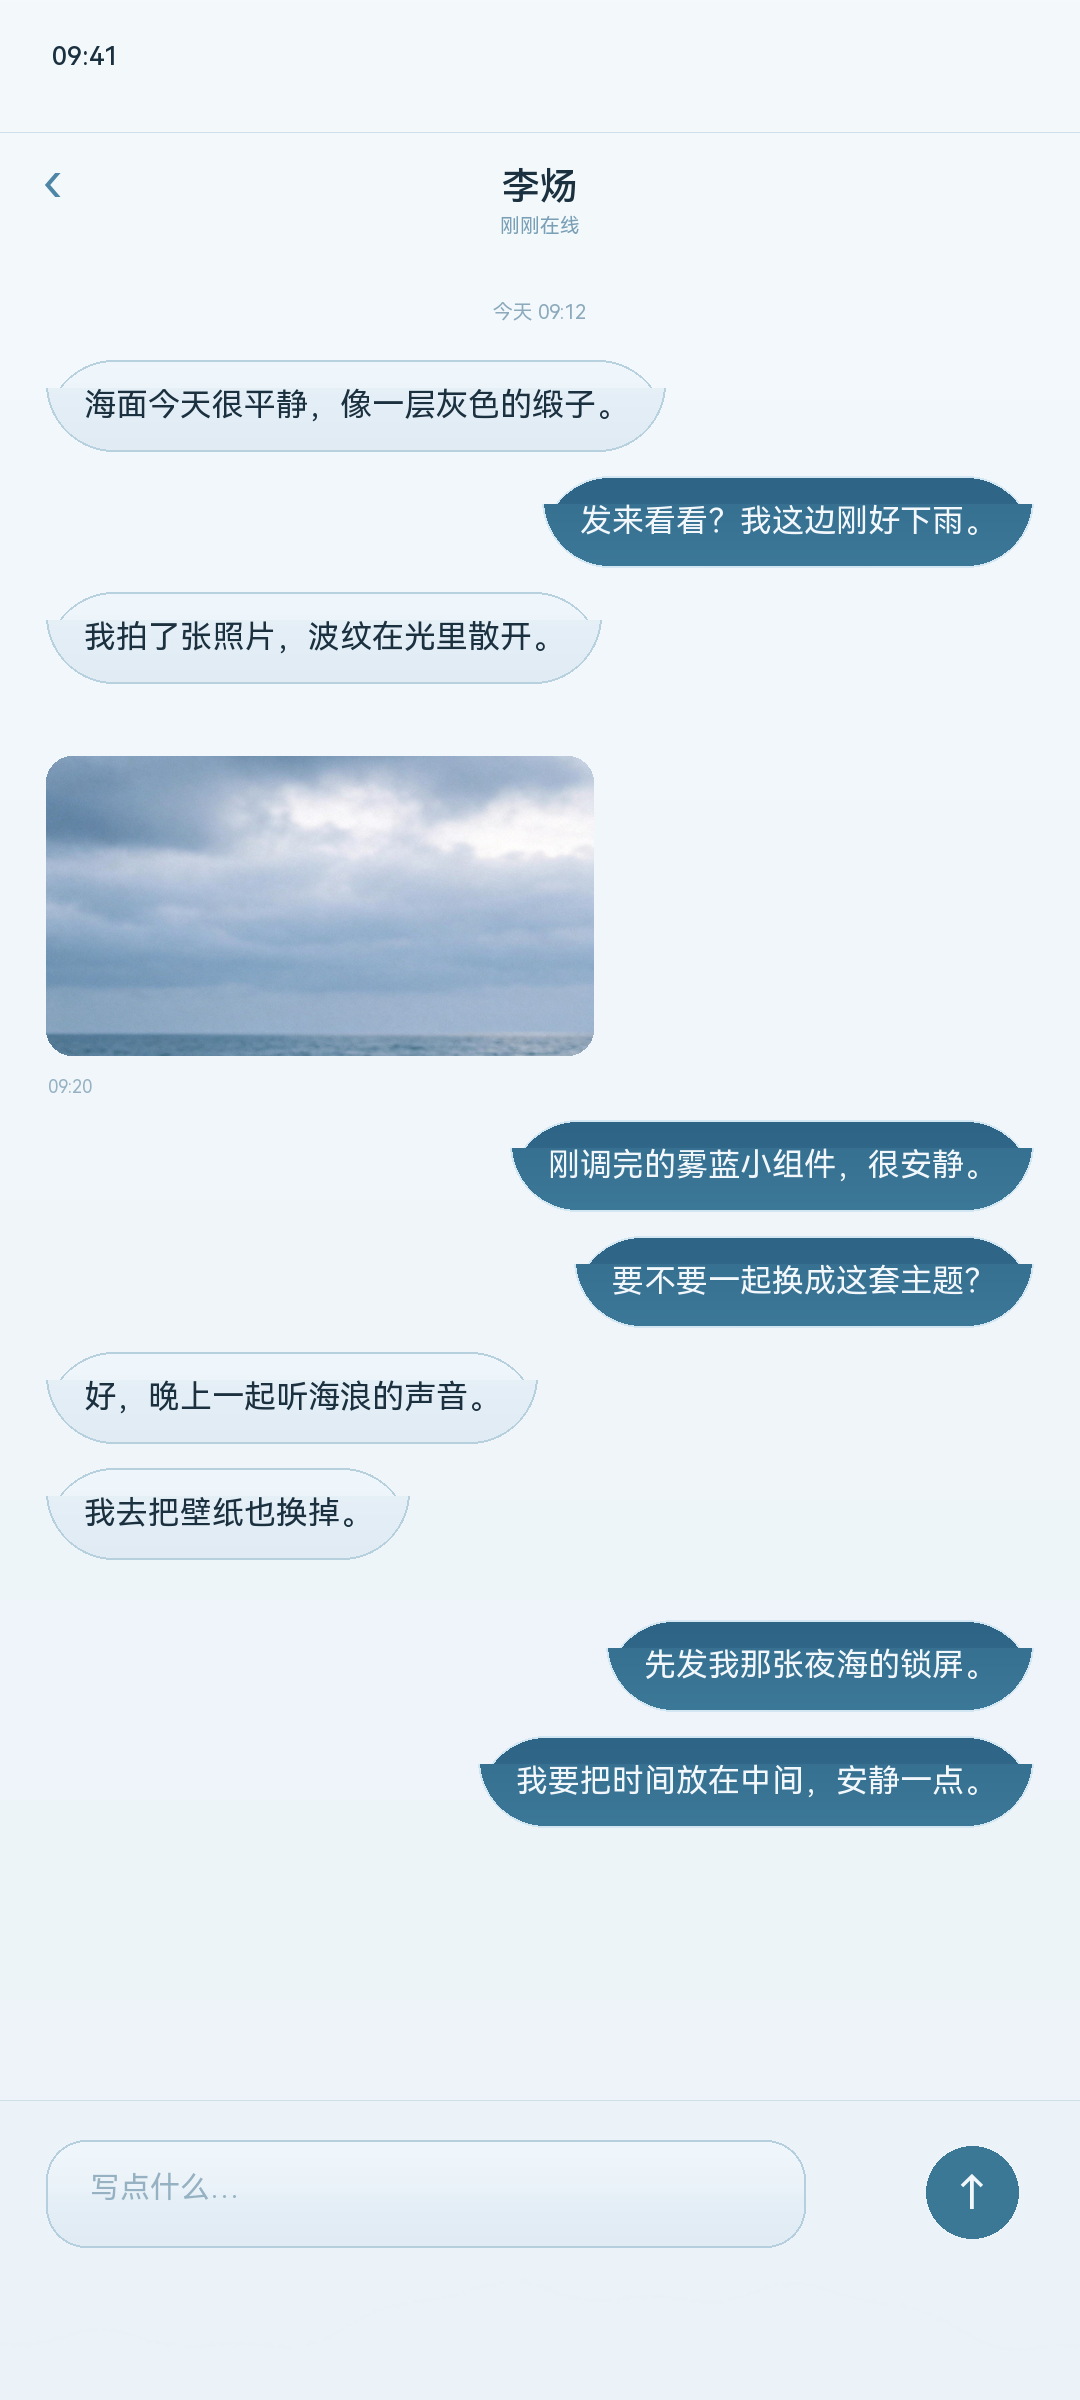 09:41
李炀
刚刚在线
今天 09:12
海面今天很平静，像一层灰色的缎子。
发来看看？我这边刚好下雨。
我拍了张照片，波纹在光里散开。
09:20
刚调完的雾蓝小组件，很安静。
要不要一起换成这套主题？
好，晚上一起听海浪的声音。
我去把壁纸也换掉。
先发我那张夜海的锁屏。
我要把时间放在中间，安静一点。
写点什么…